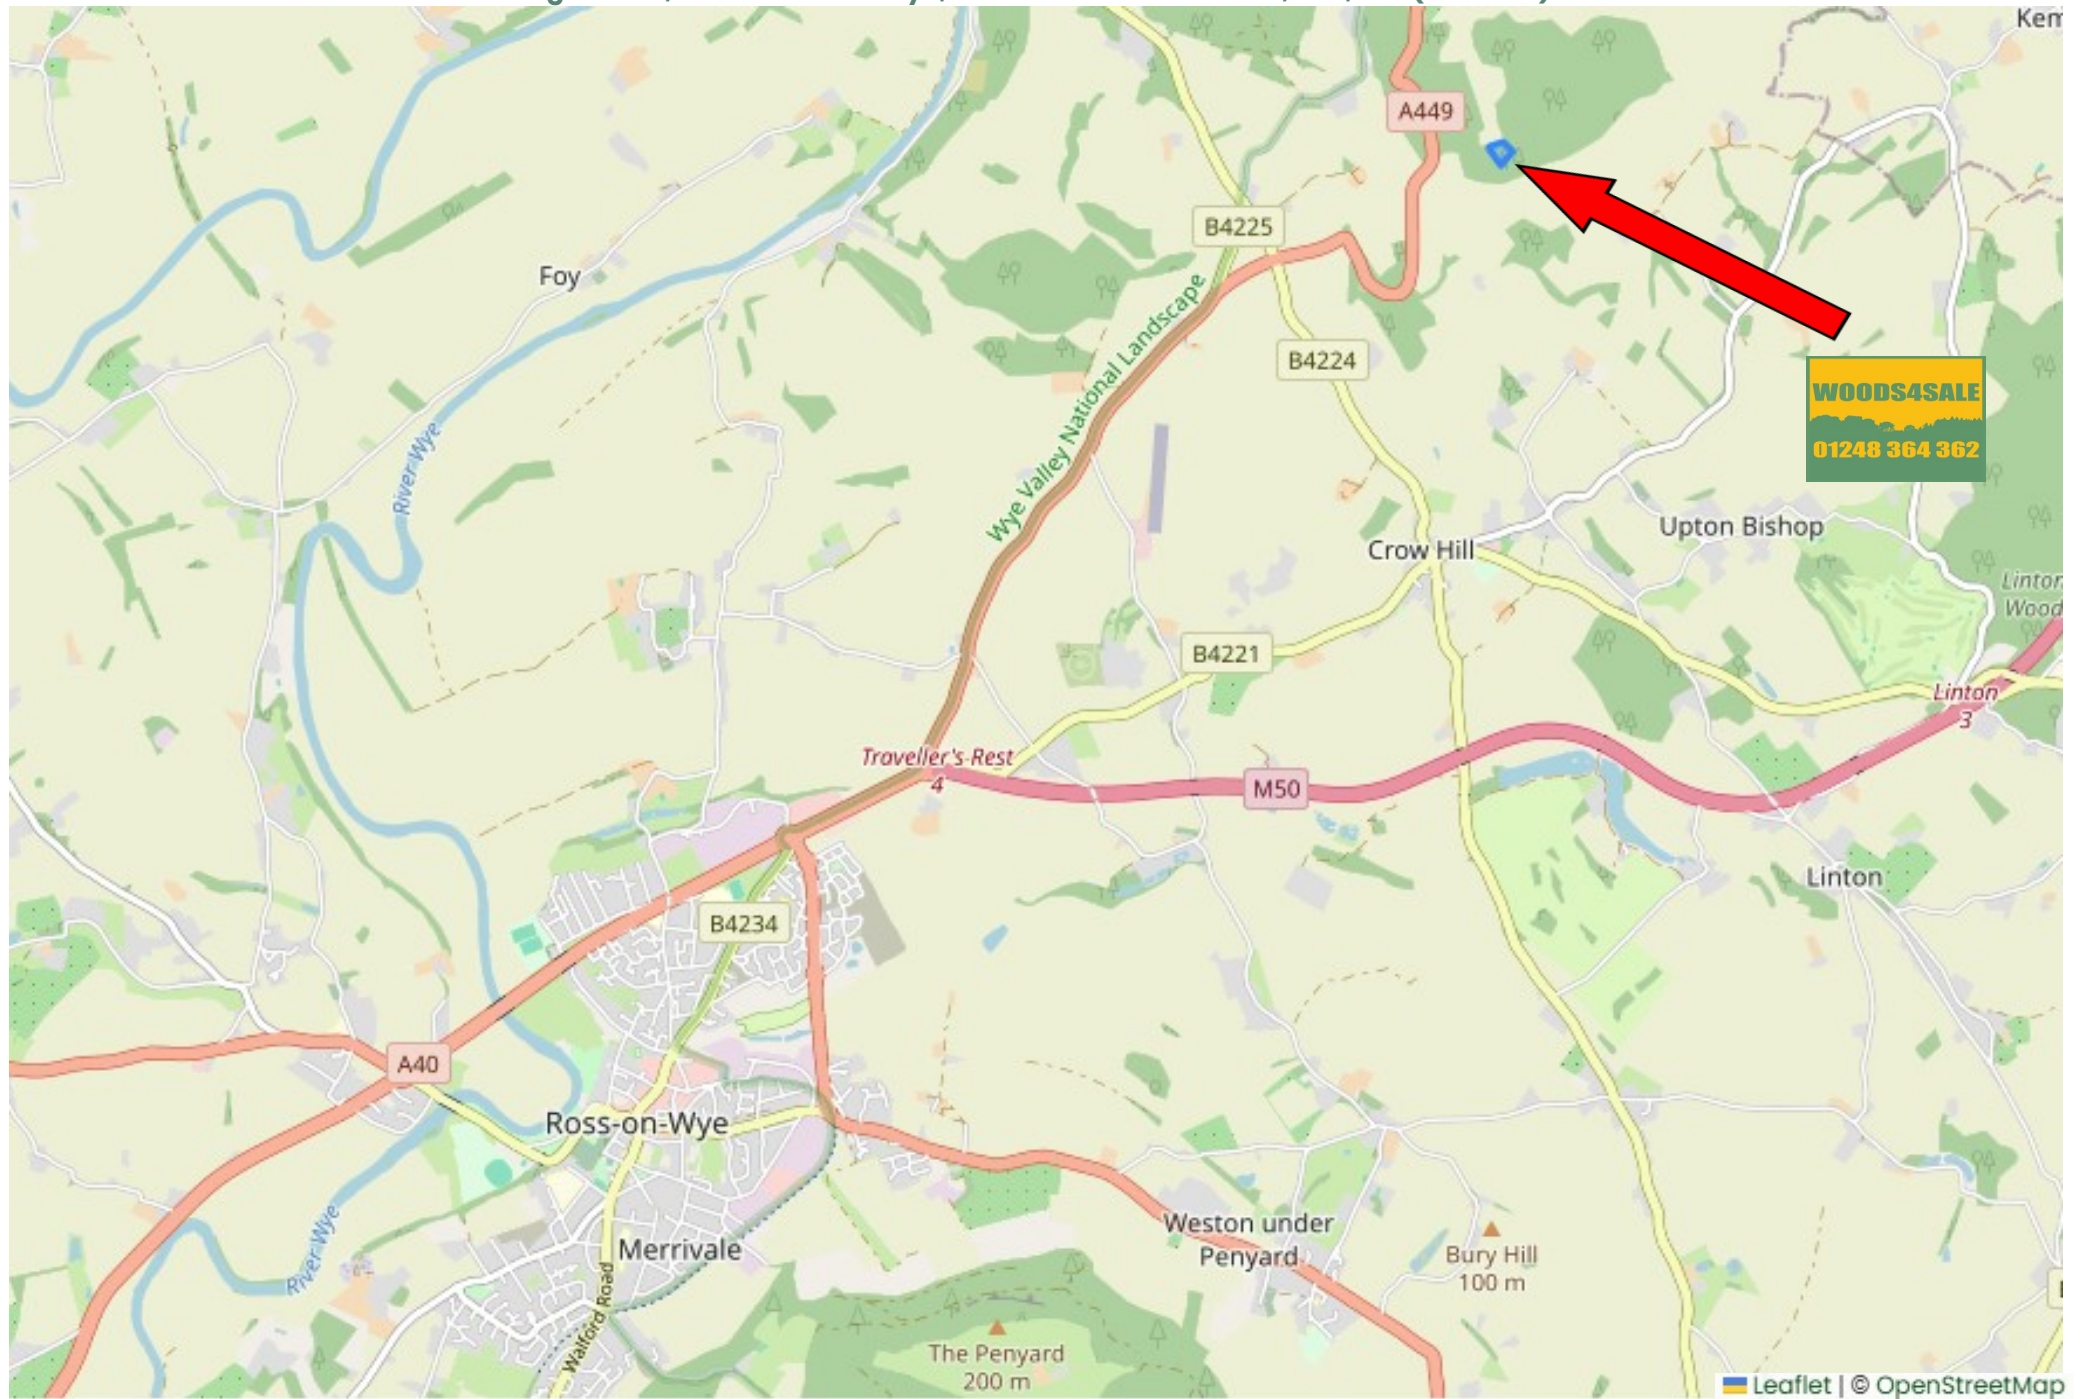 Kem
A449
B4225
Foy
Wye Valley National Landscape
B4224
WOODS4SALE
01248 364 362
River Wye
Upton Bishop
Crow Hill
Linton
Wood
B4221
Linton
3
Traveller's Rest
4
M50
Linton
B4234
A40
Ross-on-Wye
Weston under
Penyard
Bury Hill
100 m
River Wye
Merrivale
Walford Road
The Penyard
200 m
Leaflet | © OpenStreetMap